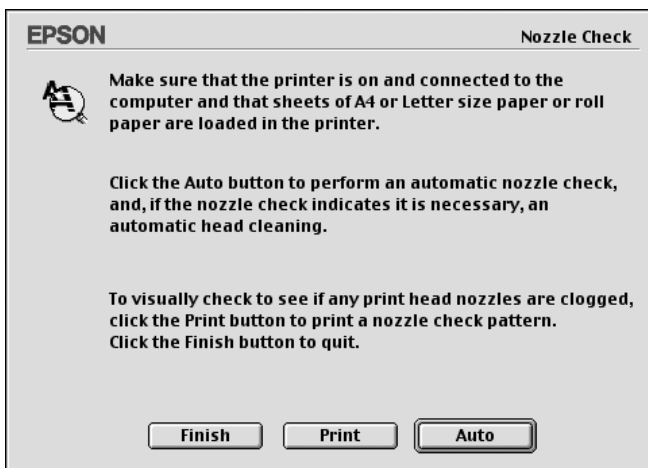 EPSON
Nozzle Check
Make sure that the printer is on and connected to the
computer and that sheets of A4 or Letter size paper or roll
paper are loaded in the printer.
Click the Auto button to perform an automatic nozzle check,
and, if the nozzle check indicates it is necessary, an
automatic head cleaning.
To visually check to see if any print head nozzles are clogged,
click the Print button to print a nozzle check pattern.
Click the Finish button to quit.
Finish Print Auto